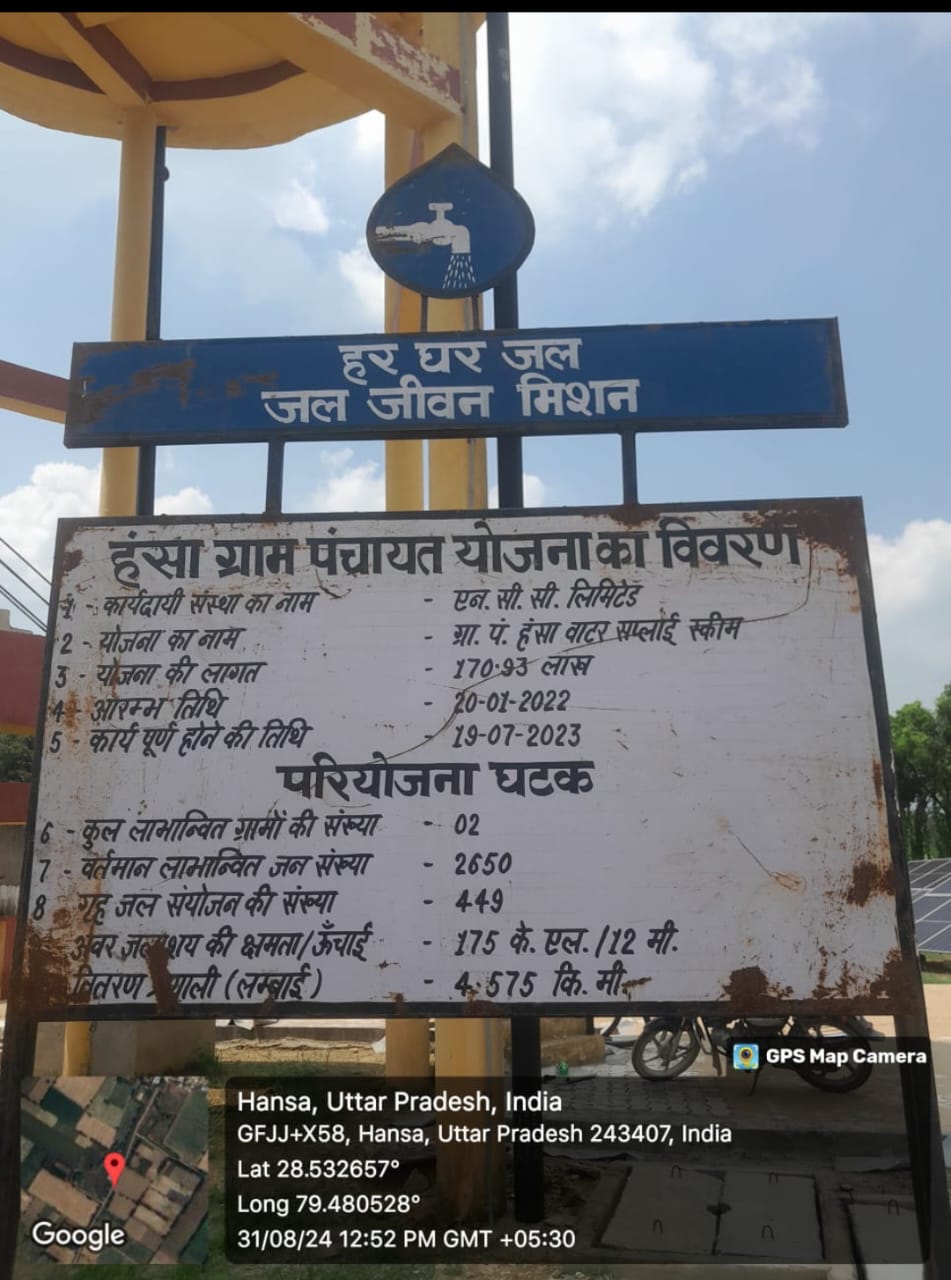 हर घर जल
जल जीवन मिशन
हंसा ग्राम पंचायत योजना का विवरण
1 - कार्यदायी संस्था का नाम - एन. सी. सी. लिमिटेड
2 - योजना का नाम - ग्रा. पं. हंसा वाटर सप्लाई स्कीम
3 - योजना की लागत - 170.93 लाख
4 - आरम्भ तिथि - 20-01-2022
5 - कार्य पूर्ण होने की तिथि - 19-07-2023
परियोजना घटक
6 - कुल लाभान्वित ग्रामों की संख्या - 02
7 - वर्तमान लाभान्वित जन संख्या - 2650
8 गृह जल संयोजन की संख्या - 449
अवर जलाशय की क्षमता/ऊँचाई - 175 के. एल. /12 मी.
वितरण प्रणाली (लम्बाई) - 4.575 कि. मी.
GPS Map Camera
Hansa, Uttar Pradesh, India
GFJJ+X58, Hansa, Uttar Pradesh 243407, India
Lat 28.532657°
Long 79.480528°
31/08/24 12:52 PM GMT +05:30
Google